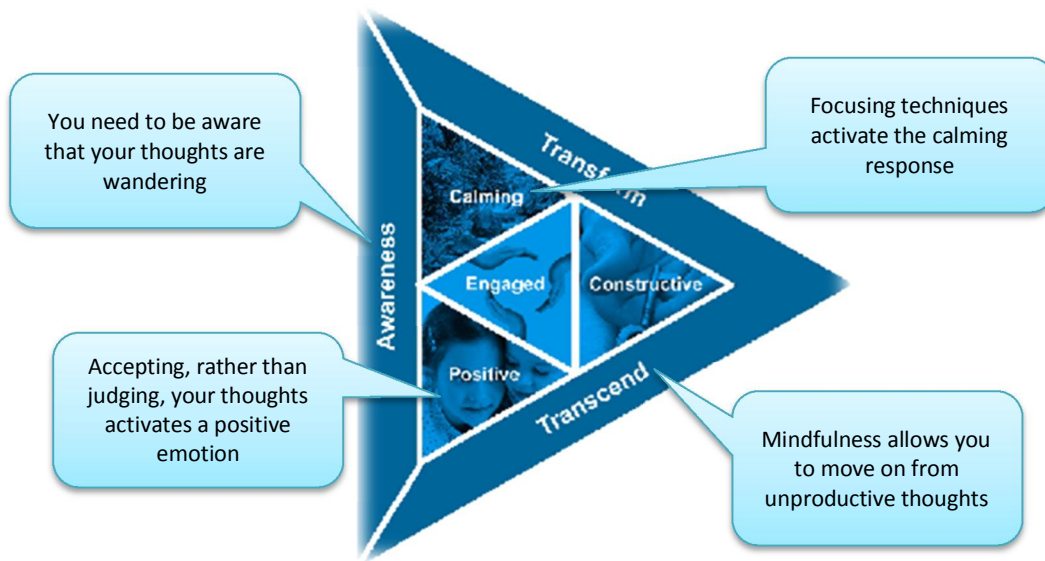 You need to be aware
that your thoughts are
wandering
Focusing techniques
activate the calming
response
Transform
Calming
Awareness
Engaged
Constructive
Positive
Transcend
Accepting, rather than
judging, your thoughts
activates a positive
emotion
Mindfulness allows you
to move on from
unproductive thoughts